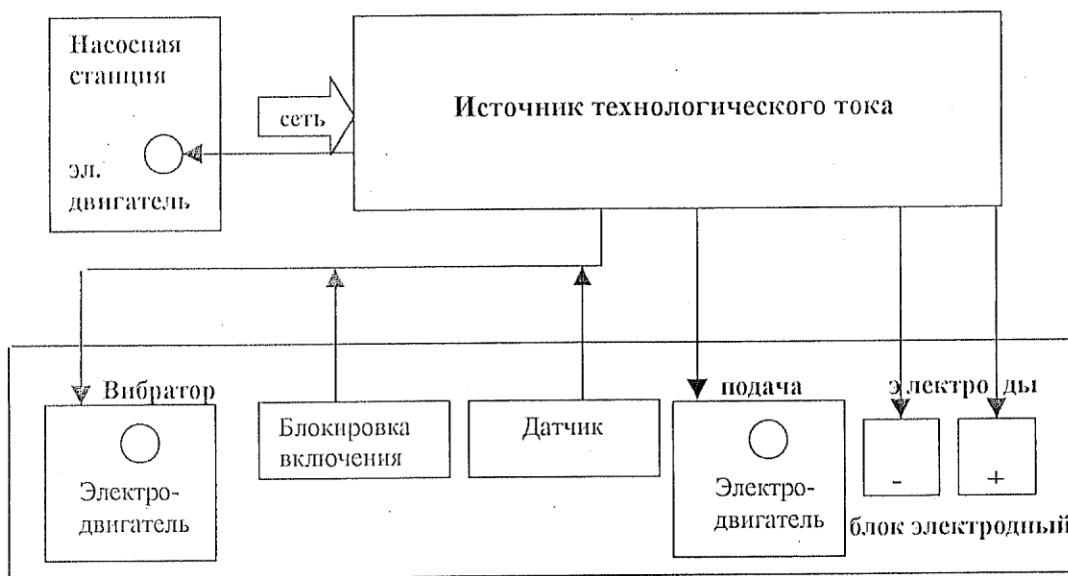 Насосная
станция
эл.
двигатель
сеть
Источник технологического тока
Вибратор
Электро-
двигатель
Блокировка
включения
Датчик
подача
Электро-
двигатель
электроды
-
+
блок электродный